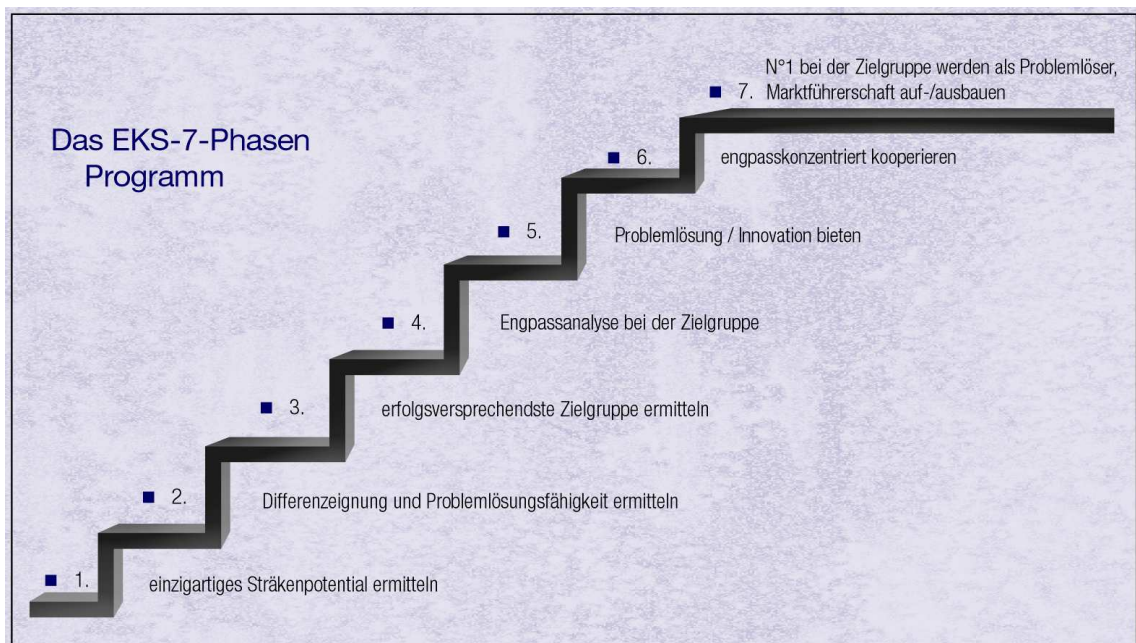 Das EKS-7-Phasen
Programm
N°1 bei der Zielgruppe werden als Problemlöser,
7. Marktführerschaft auf-/ausbauen
6. engpasskonzentriert kooperieren
5. Problemlösung / Innovation bieten
4. Engpassanalyse bei der Zielgruppe
3. erfolgsversprechendste Zielgruppe ermitteln
2. Differenzeignung und Problemlösungsfähigkeit ermitteln
1. einzigartiges Sträkenpotential ermitteln